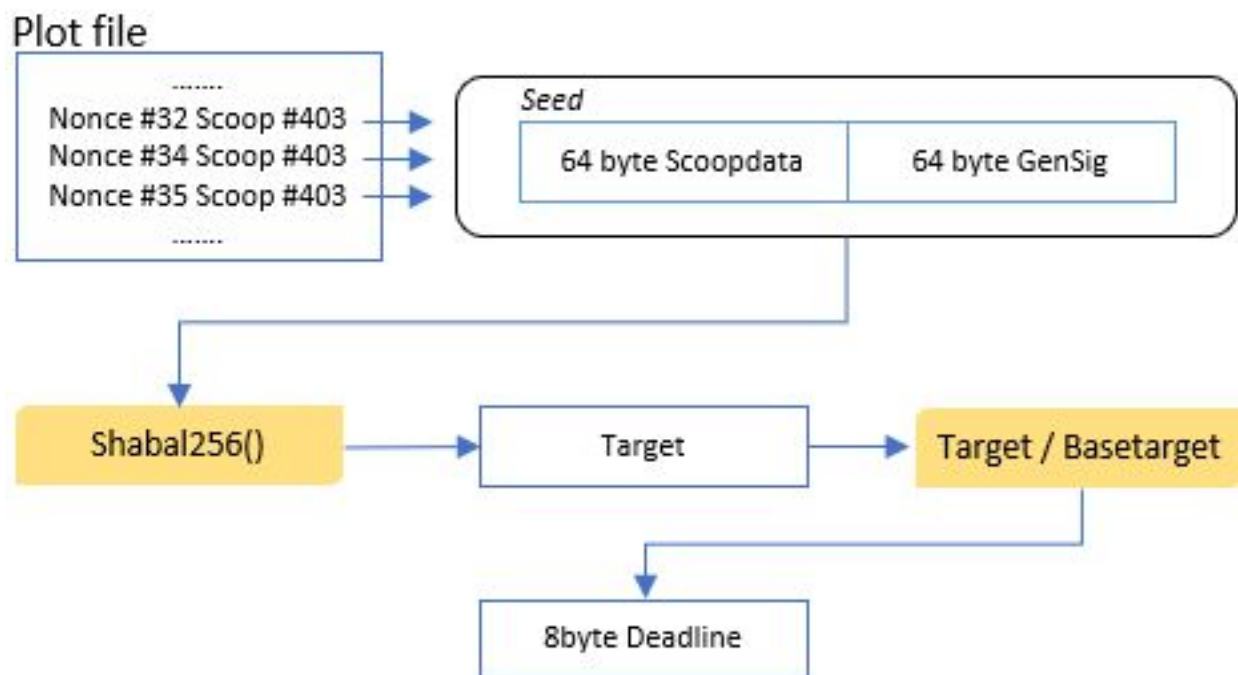 Plot file
.......
Nonce #32 Scoop #403
Nonce #34 Scoop #403
Nonce #35 Scoop #403
.......
Seed
64 byte Scoopdata
64 byte GenSig
Shabal256()
Target
Target / Basetarget
8byte Deadline